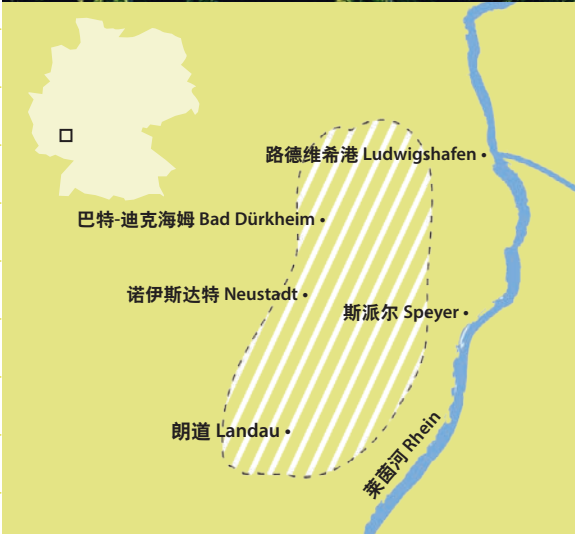 路德维希港 Ludwigshafen •
巴特-迪克海姆 Bad Dürkheim •
诺伊斯达特 Neustadt •
斯派尔 Speyer •
朗道 Landau •
莱茵河 Rhein